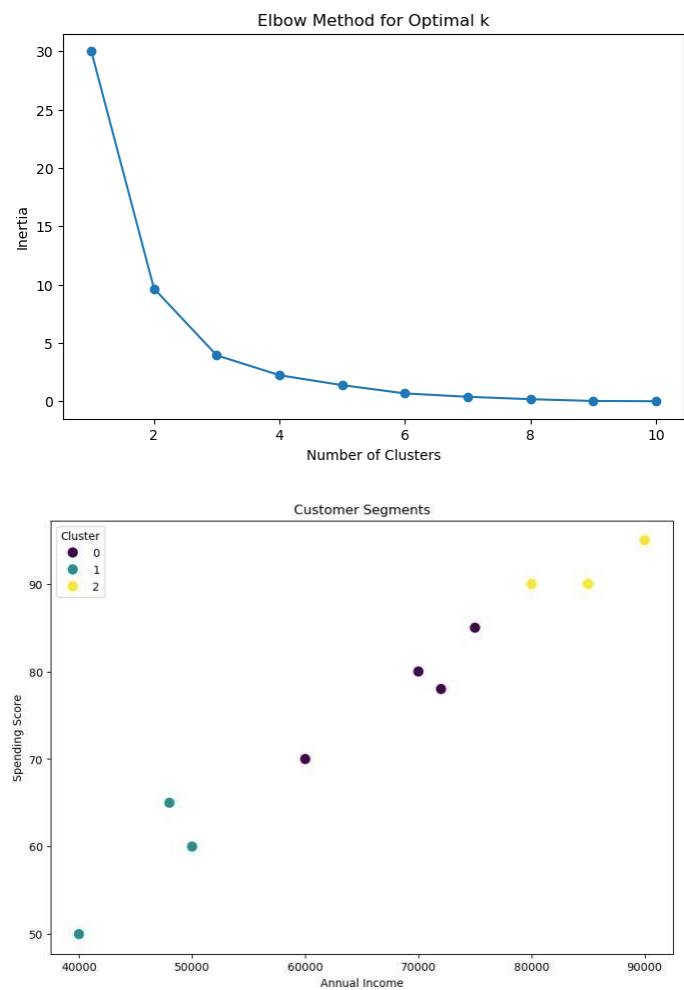 Elbow Method for Optimal k
30
25
20
15
10
5
0
Inertia
2 4 6 8 10
Number of Clusters
Customer Segments
Cluster
0
1
2
90
80
70
60
50
Spending Score
40000 50000 60000 70000 80000 90000
Annual Income